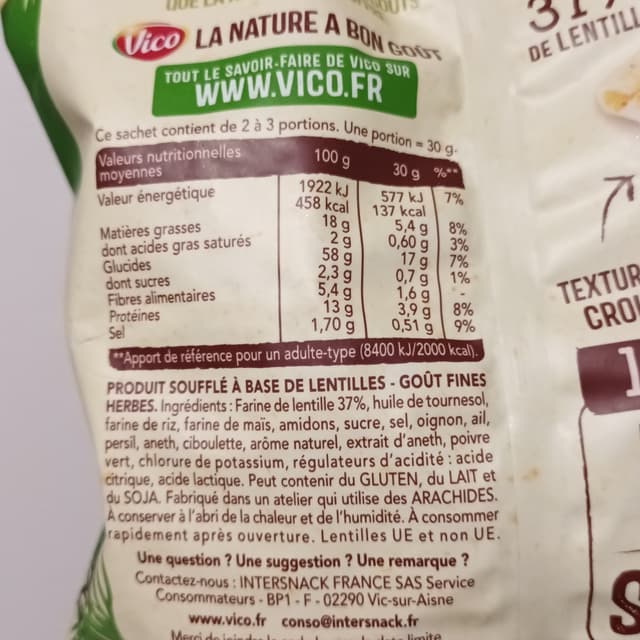 Vico LA NATURE A BON GOÛT
TOUT LE SAVOIR-FAIRE DE VICO SUR
WWW.VICO.FR
Ce sachet contient de 2 à 3 portions. Une portion = 30 g.
Valeurs nutritionnelles moyennes 100 g 30 g %**
Valeur énergétique 1922 kJ 577 kJ 7%
458 kcal 137 kcal
Matières grasses 18 g 5,4 g 8%
dont acides gras saturés 2 g 0,60 g 3%
Glucides 58 g 17 g 7%
dont sucres 2,3 g 0,7 g 1%
Fibres alimentaires 5,4 g 1,6 g -
Protéines 13 g 3,9 g 8%
Sel 1,70 g 0,51 g 9%
**Apport de référence pour un adulte-type (8400 kJ/2000 kcal).
PRODUIT SOUFFLÉ À BASE DE LENTILLES - GOÛT FINES
HERBES. Ingrédients : Farine de lentille 37%, huile de tournesol,
farine de riz, farine de maïs, amidons, sucre, sel, oignon, ail,
persil, aneth, ciboulette, arôme naturel, extrait d'aneth, poivre
vert, chlorure de potassium, régulateurs d'acidité : acide
citrique, acide lactique. Peut contenir du GLUTEN, du LAIT et
du SOJA. Fabriqué dans un atelier qui utilise des ARACHIDES.
À conserver à l'abri de la chaleur et de l'humidité. À consommer
rapidement après ouverture. Lentilles UE et non UE.
Une question ? Une suggestion ? Une remarque ?
Contactez-nous : INTERSNACK FRANCE SAS Service
Consommateurs - BP1 - F - 02290 Vic-sur-Aisne
www.vico.fr conso@intersnack.fr
DE LENTILL
TEXTUR
CRO
1
S